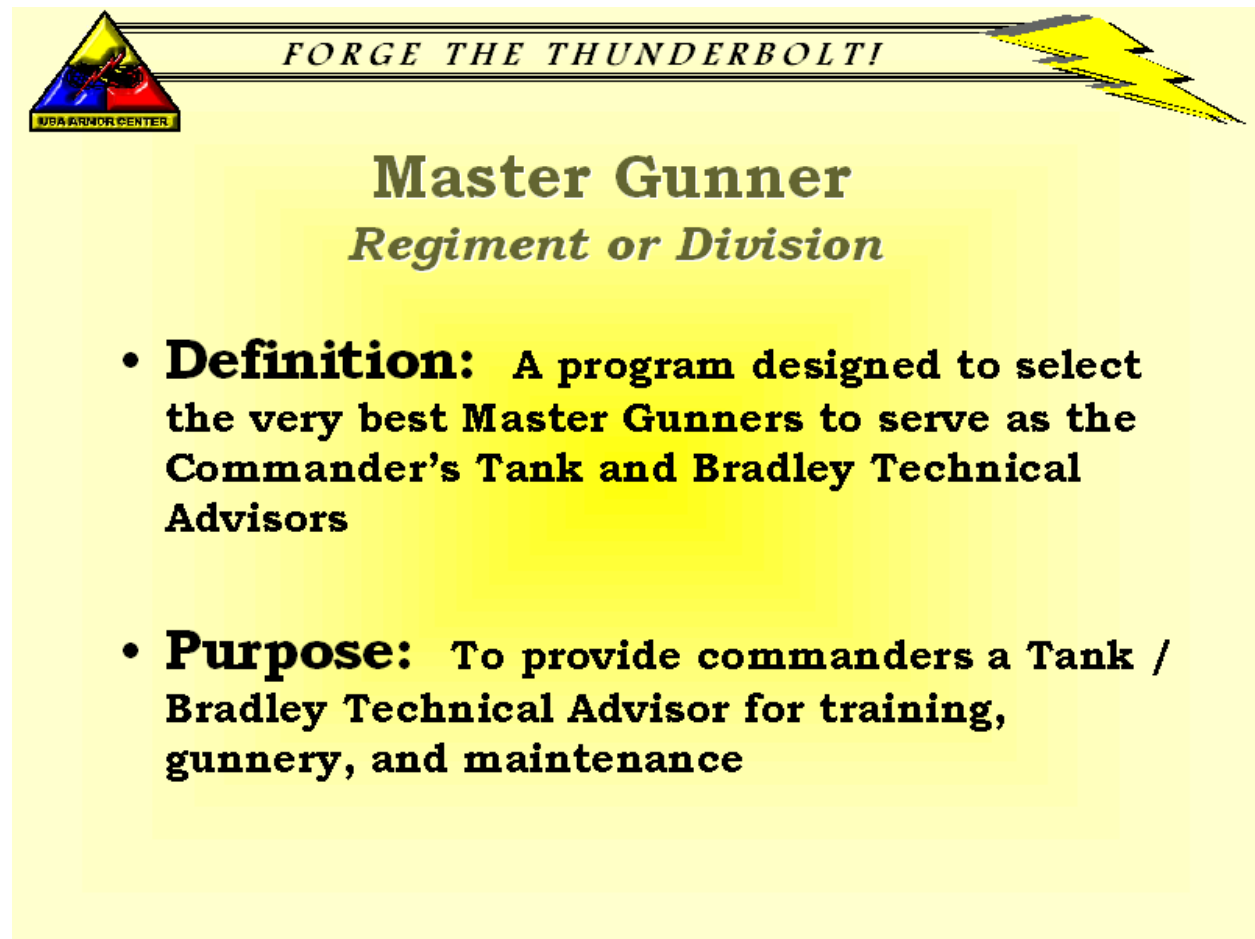 FORGE THE THUNDERBOLT!
USA ARMOR CENTER
Master Gunner
Regiment or Division
• Definition: A program designed to select
the very best Master Gunners to serve as the
Commander’s Tank and Bradley Technical
Advisors
• Purpose: To provide commanders a Tank /
Bradley Technical Advisor for training,
gunnery, and maintenance